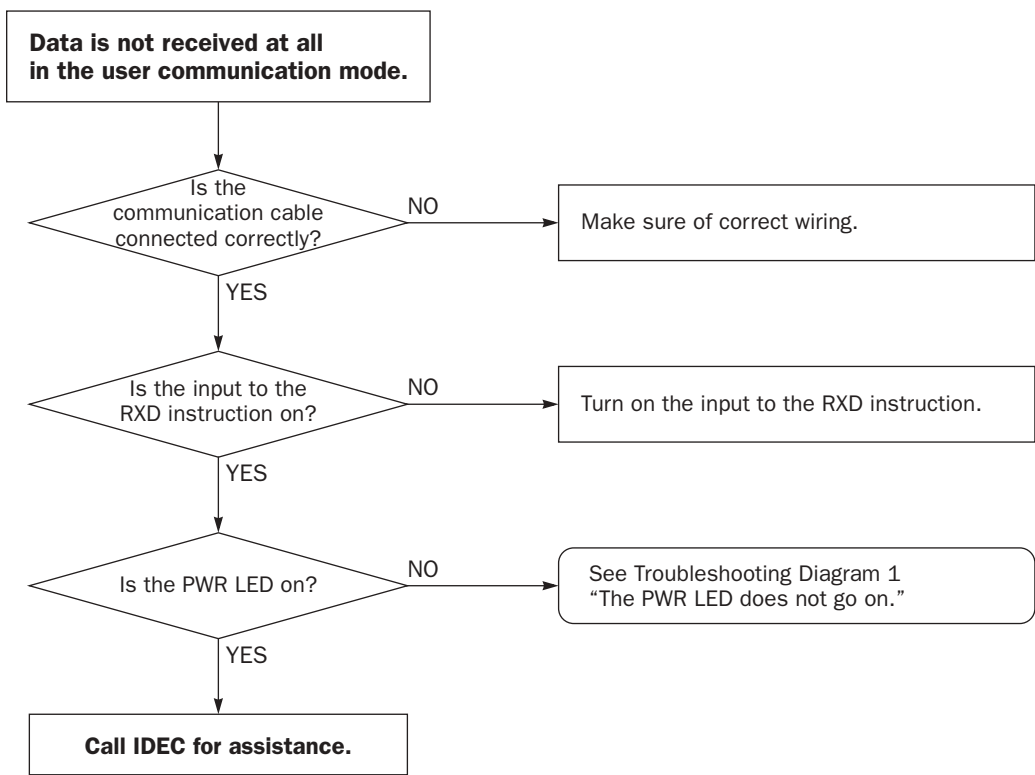 Data is not received at all
in the user communication mode.
Is the
communication cable
connected correctly?
NO
Make sure of correct wiring.
YES
Is the input to the
RXD instruction on?
NO
Turn on the input to the RXD instruction.
YES
Is the PWR LED on?
NO
See Troubleshooting Diagram 1
“The PWR LED does not go on.”
YES
Call IDEC for assistance.